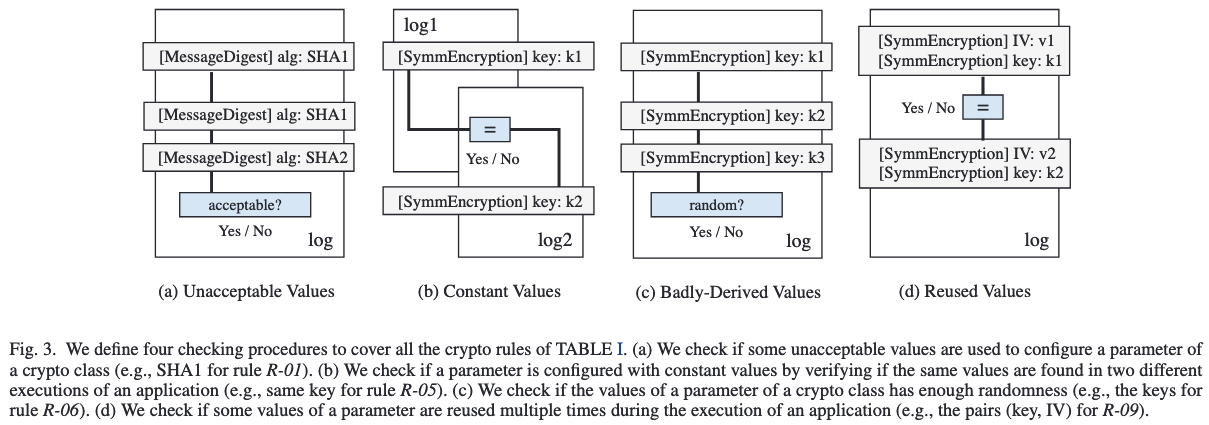 [MessageDigest] alg: SHA1
[MessageDigest] alg: SHA1
[MessageDigest] alg: SHA2
acceptable?
Yes / No
log
(a) Unacceptable Values
log1
[SymmEncryption] key: k1
=
Yes / No
[SymmEncryption] key: k2
log2
(b) Constant Values
[SymmEncryption] key: k1
[SymmEncryption] key: k2
[SymmEncryption] key: k3
random?
Yes / No
log
(c) Badly-Derived Values
[SymmEncryption] IV: v1
[SymmEncryption] key: k1
Yes / No =
[SymmEncryption] IV: v2
[SymmEncryption] key: k2
log
(d) Reused Values
Fig. 3. We define four checking procedures to cover all the crypto rules of TABLE I. (a) We check if some unacceptable values are used to configure a parameter of
a crypto class (e.g., SHA1 for rule R-01). (b) We check if a parameter is configured with constant values by verifying if the same values are found in two different
executions of an application (e.g., same key for rule R-05). (c) We check if the values of a parameter of a crypto class has enough randomness (e.g., the keys for
rule R-06). (d) We check if some values of a parameter are reused multiple times during the execution of an application (e.g., the pairs (key, IV) for R-09).